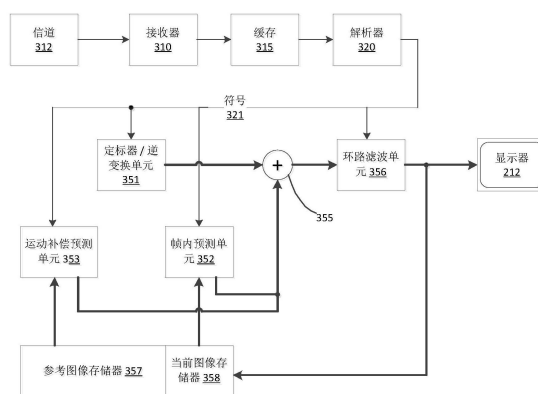 信道
312
接收器
310
缓存
315
解析器
320
符号
321
定标器 / 逆
变换单元
351
+
355
环路滤波单
元 356
显示器
212
运动补偿预测
单元 353
帧内预测单
元 352
参考图像存储器 357
当前图像存
储器 358